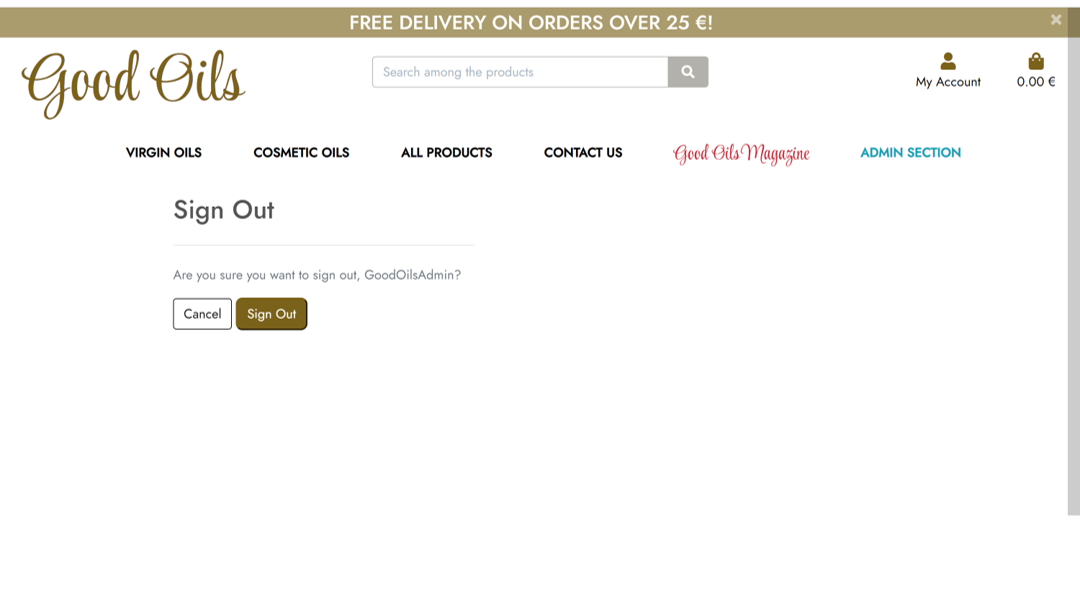 FREE DELIVERY ON ORDERS OVER 25 €!
×
Good Oils
Search among the products
My Account
0.00 €
VIRGIN OILS
COSMETIC OILS
ALL PRODUCTS
CONTACT US
Good Oils Magazine
ADMIN SECTION
Sign Out
Are you sure you want to sign out, GoodOilsAdmin?
Cancel
Sign Out